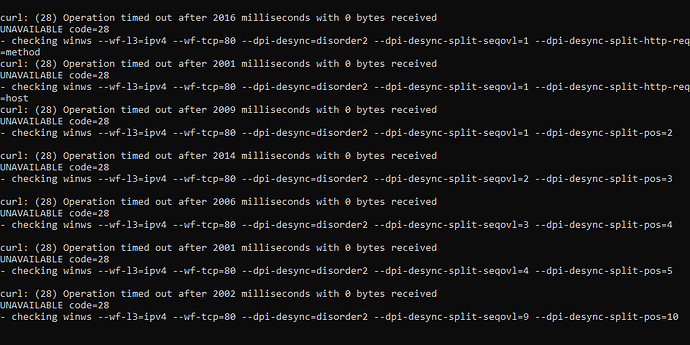 curl: (28) Operation timed out after 2016 milliseconds with 0 bytes received
UNAVAILABLE code=28
- checking winws --wf-l3=ipv4 --wf-tcp=80 --dpi-desync=disorder2 --dpi-desync-split-seqovl=1 --dpi-desync-split-http-req
=method
curl: (28) Operation timed out after 2001 milliseconds with 0 bytes received
UNAVAILABLE code=28
- checking winws --wf-l3=ipv4 --wf-tcp=80 --dpi-desync=disorder2 --dpi-desync-split-seqovl=1 --dpi-desync-split-http-req
=host
curl: (28) Operation timed out after 2009 milliseconds with 0 bytes received
UNAVAILABLE code=28
- checking winws --wf-l3=ipv4 --wf-tcp=80 --dpi-desync=disorder2 --dpi-desync-split-seqovl=1 --dpi-desync-split-pos=2
curl: (28) Operation timed out after 2014 milliseconds with 0 bytes received
UNAVAILABLE code=28
- checking winws --wf-l3=ipv4 --wf-tcp=80 --dpi-desync=disorder2 --dpi-desync-split-seqovl=2 --dpi-desync-split-pos=3
curl: (28) Operation timed out after 2006 milliseconds with 0 bytes received
UNAVAILABLE code=28
- checking winws --wf-l3=ipv4 --wf-tcp=80 --dpi-desync=disorder2 --dpi-desync-split-seqovl=3 --dpi-desync-split-pos=4
curl: (28) Operation timed out after 2001 milliseconds with 0 bytes received
UNAVAILABLE code=28
- checking winws --wf-l3=ipv4 --wf-tcp=80 --dpi-desync=disorder2 --dpi-desync-split-seqovl=4 --dpi-desync-split-pos=5
curl: (28) Operation timed out after 2002 milliseconds with 0 bytes received
UNAVAILABLE code=28
- checking winws --wf-l3=ipv4 --wf-tcp=80 --dpi-desync=disorder2 --dpi-desync-split-seqovl=9 --dpi-desync-split-pos=10